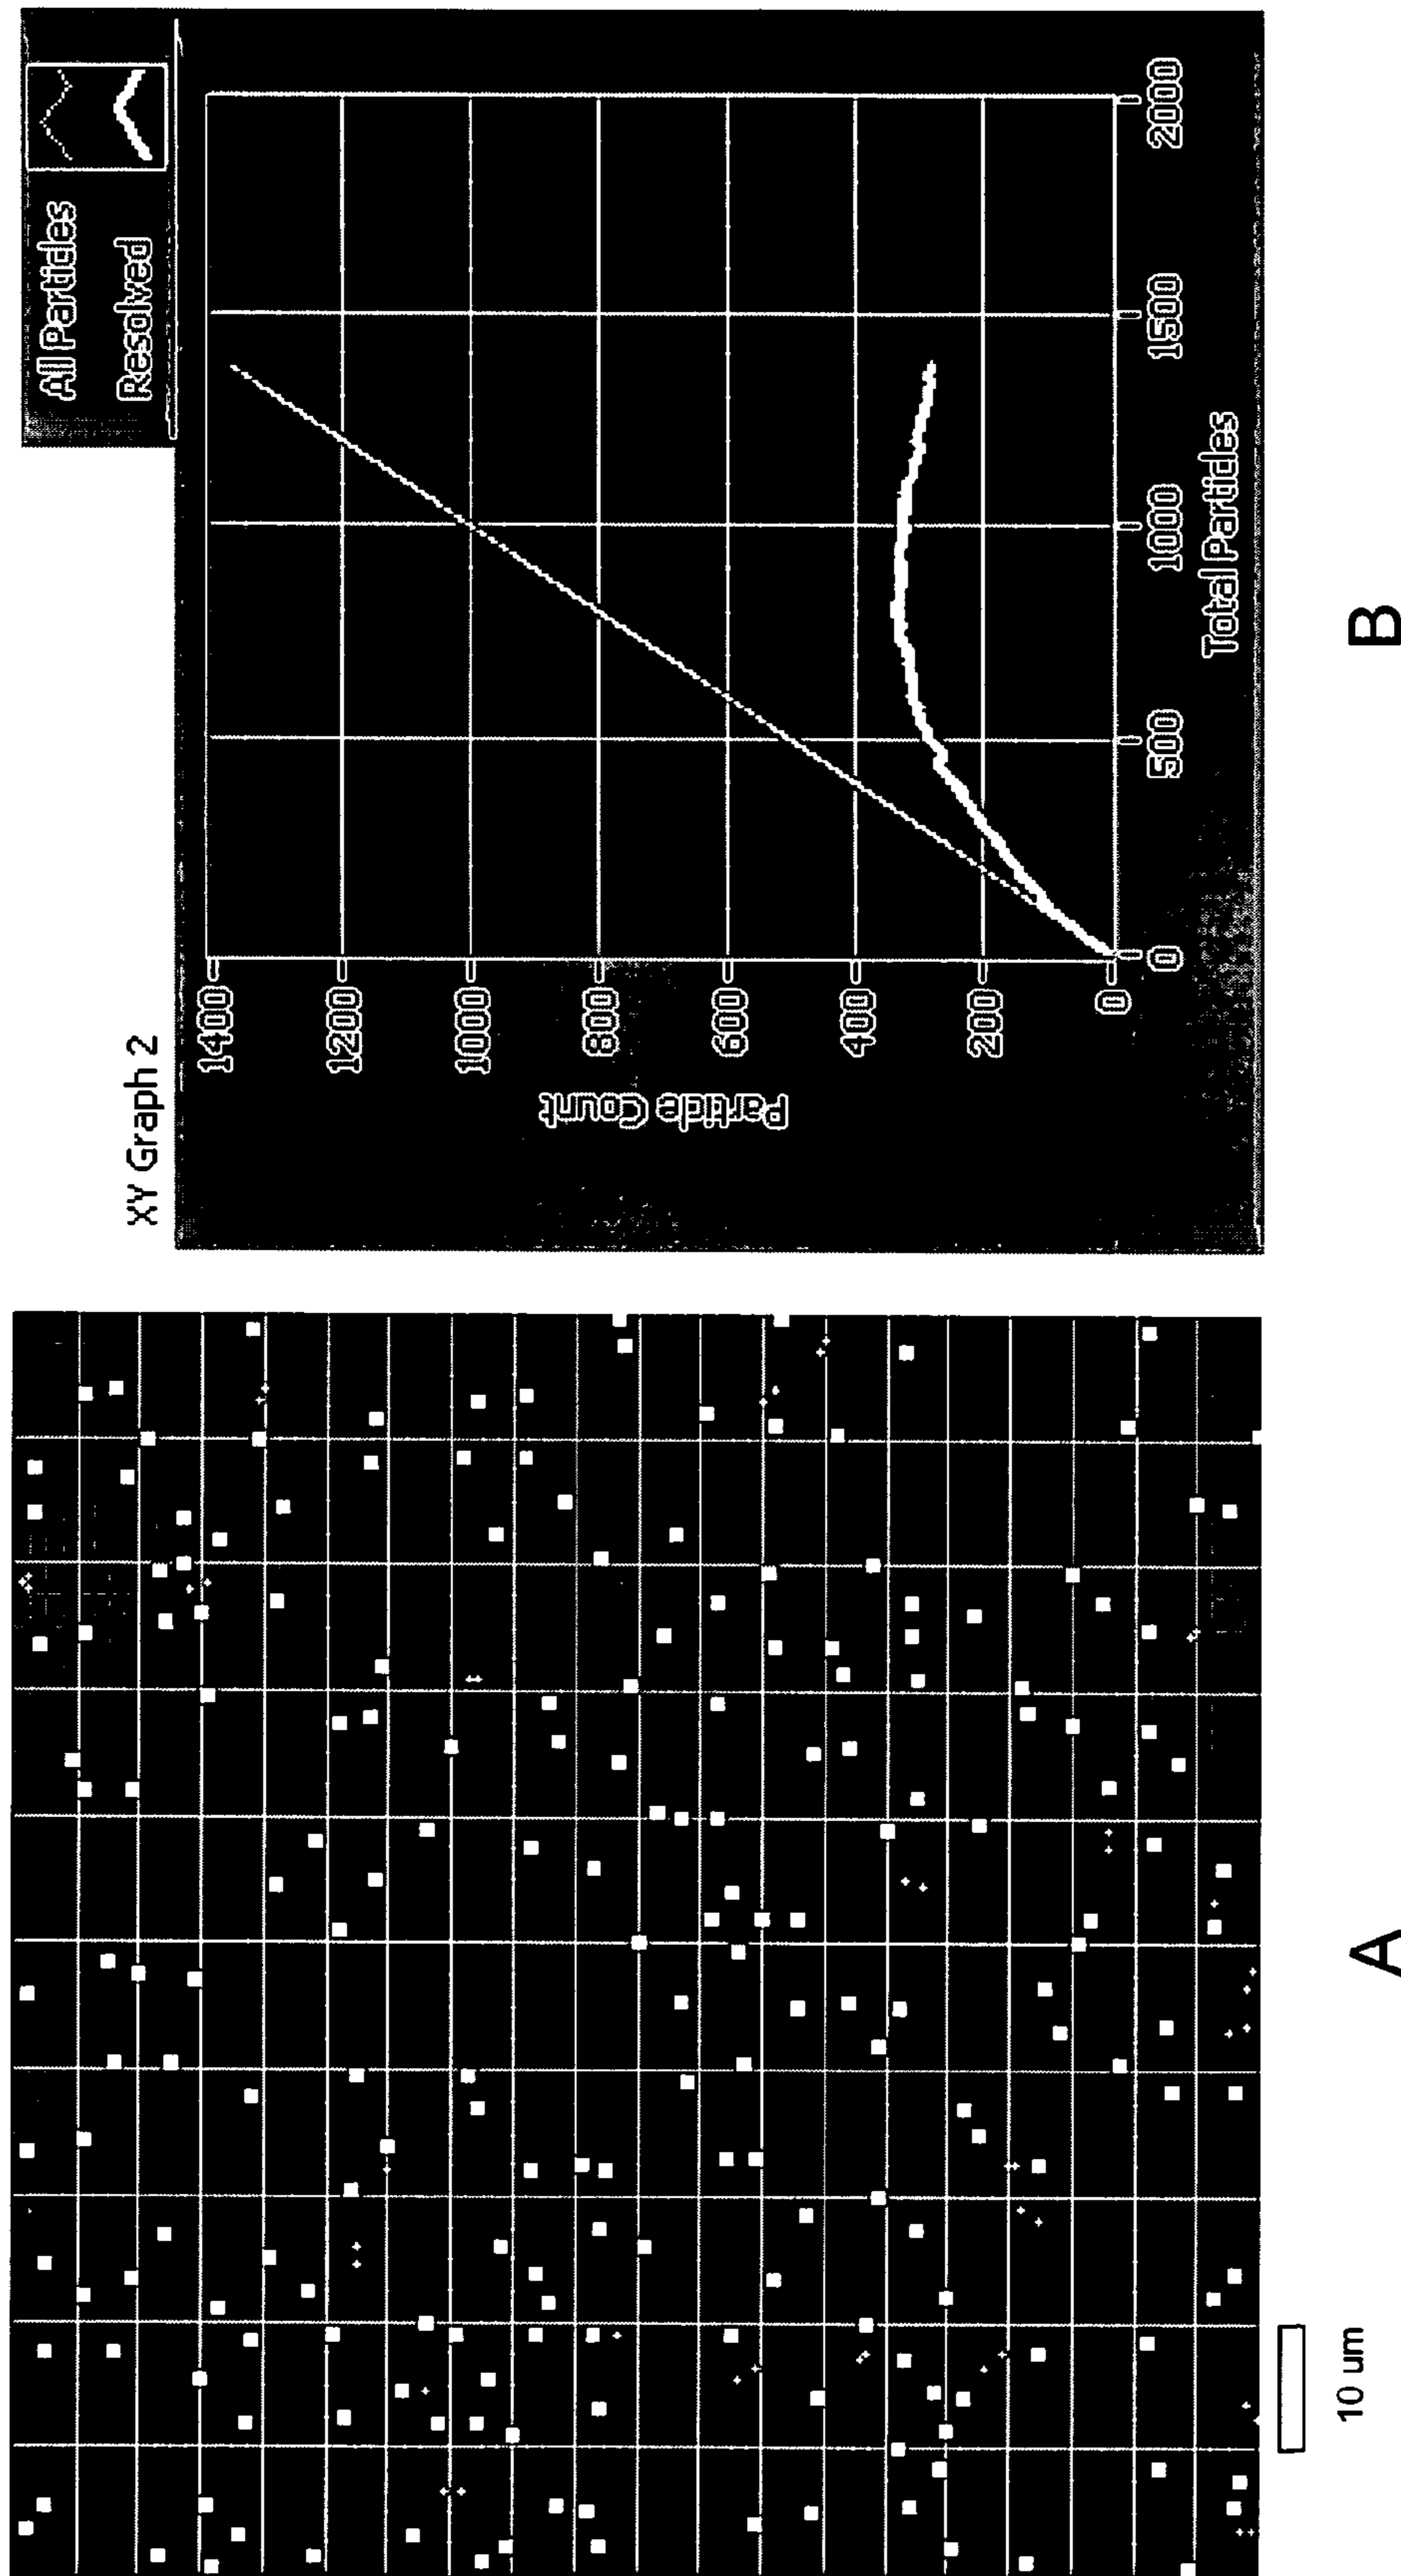 XY Graph 2
All Particles
Resolved
1400
1200
1000
800
600
400
200
0
Particle Count
0
500
1000
1500
2000
Total Particles
10 um
A
B